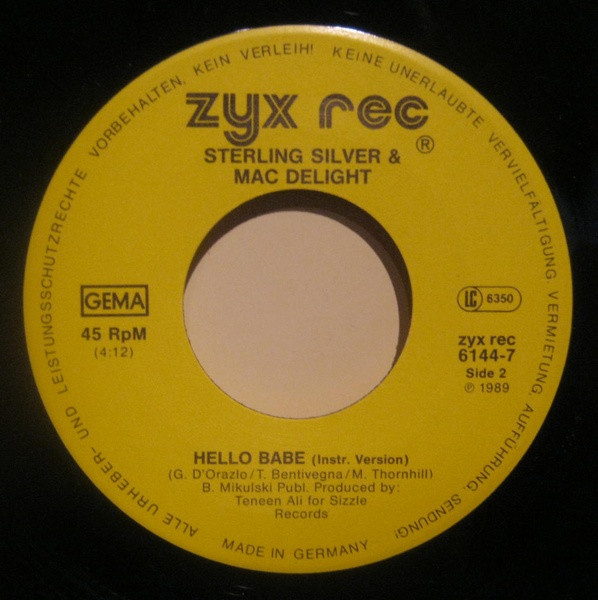 ALLE URHEBER- UND LEISTUNGSSCHUTZRECHTE VORBEHALTEN, KEIN VERLEIH! KEINE UNERLAUBTE VERVIELFÄLTIGUNG, VERMIETUNG, AUFFÜHRUNG, SENDUNG!
zyx rec
®
STERLING SILVER &
MAC DELIGHT
GEMA
45 RpM
(4:12)
LC 6350
zyx rec
6144-7
Side 2
℗ 1989
HELLO BABE (Instr. Version)
(G. D'Orazlo/T. Bentivegna/M. Thornhill)
B. Mikulski Publ. Produced by:
Teneen Ali for Sizzle
Records
MADE IN GERMANY